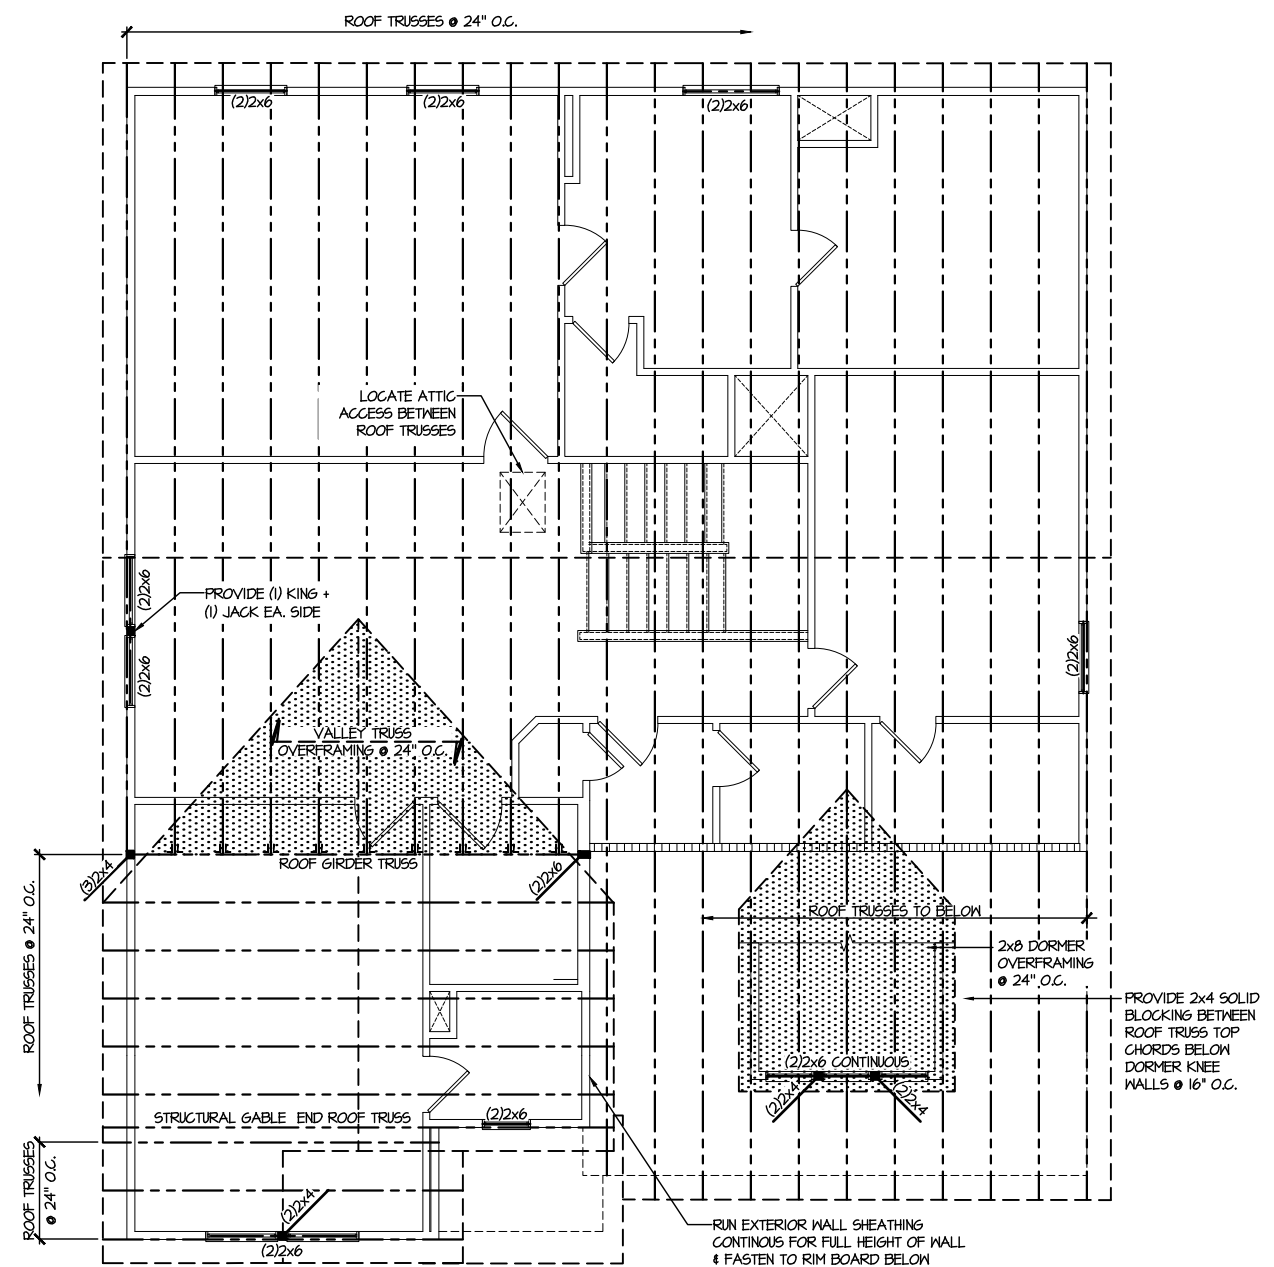 ROOF TRUSSES @ 24" O.C.
(2)2x6
(2)2x6
(2)2x6
LOCATE ATTIC
ACCESS BETWEEN
ROOF TRUSSES
(2)2x6
PROVIDE (1) KING +
(1) JACK EA. SIDE
(2)2x6
(2)2x6
VALLEY TRUSS
OVERFRAMING @ 24" O.C.
ROOF GIRDER TRUSS
(3)2x4
(2)2x6
ROOF TRUSSES @ 24" O.C.
ROOF TRUSSES TO BELOW
2x8 DORMER
OVERFRAMING
@ 24" O.C.
PROVIDE 2x4 SOLID
BLOCKING BETWEEN
ROOF TRUSS TOP
CHORDS BELOW
DORMER KNEE
WALLS @ 16" O.C.
(2)2x6 CONTINUOUS
(2)2x4
(2)2x4
STRUCTURAL GABLE END ROOF TRUSS
(2)2x6
ROOF TRUSSES
@ 24" O.C.
(2)2x4
(2)2x6
RUN EXTERIOR WALL SHEATHING
CONTINOUS FOR FULL HEIGHT OF WALL
& FASTEN TO RIM BOARD BELOW